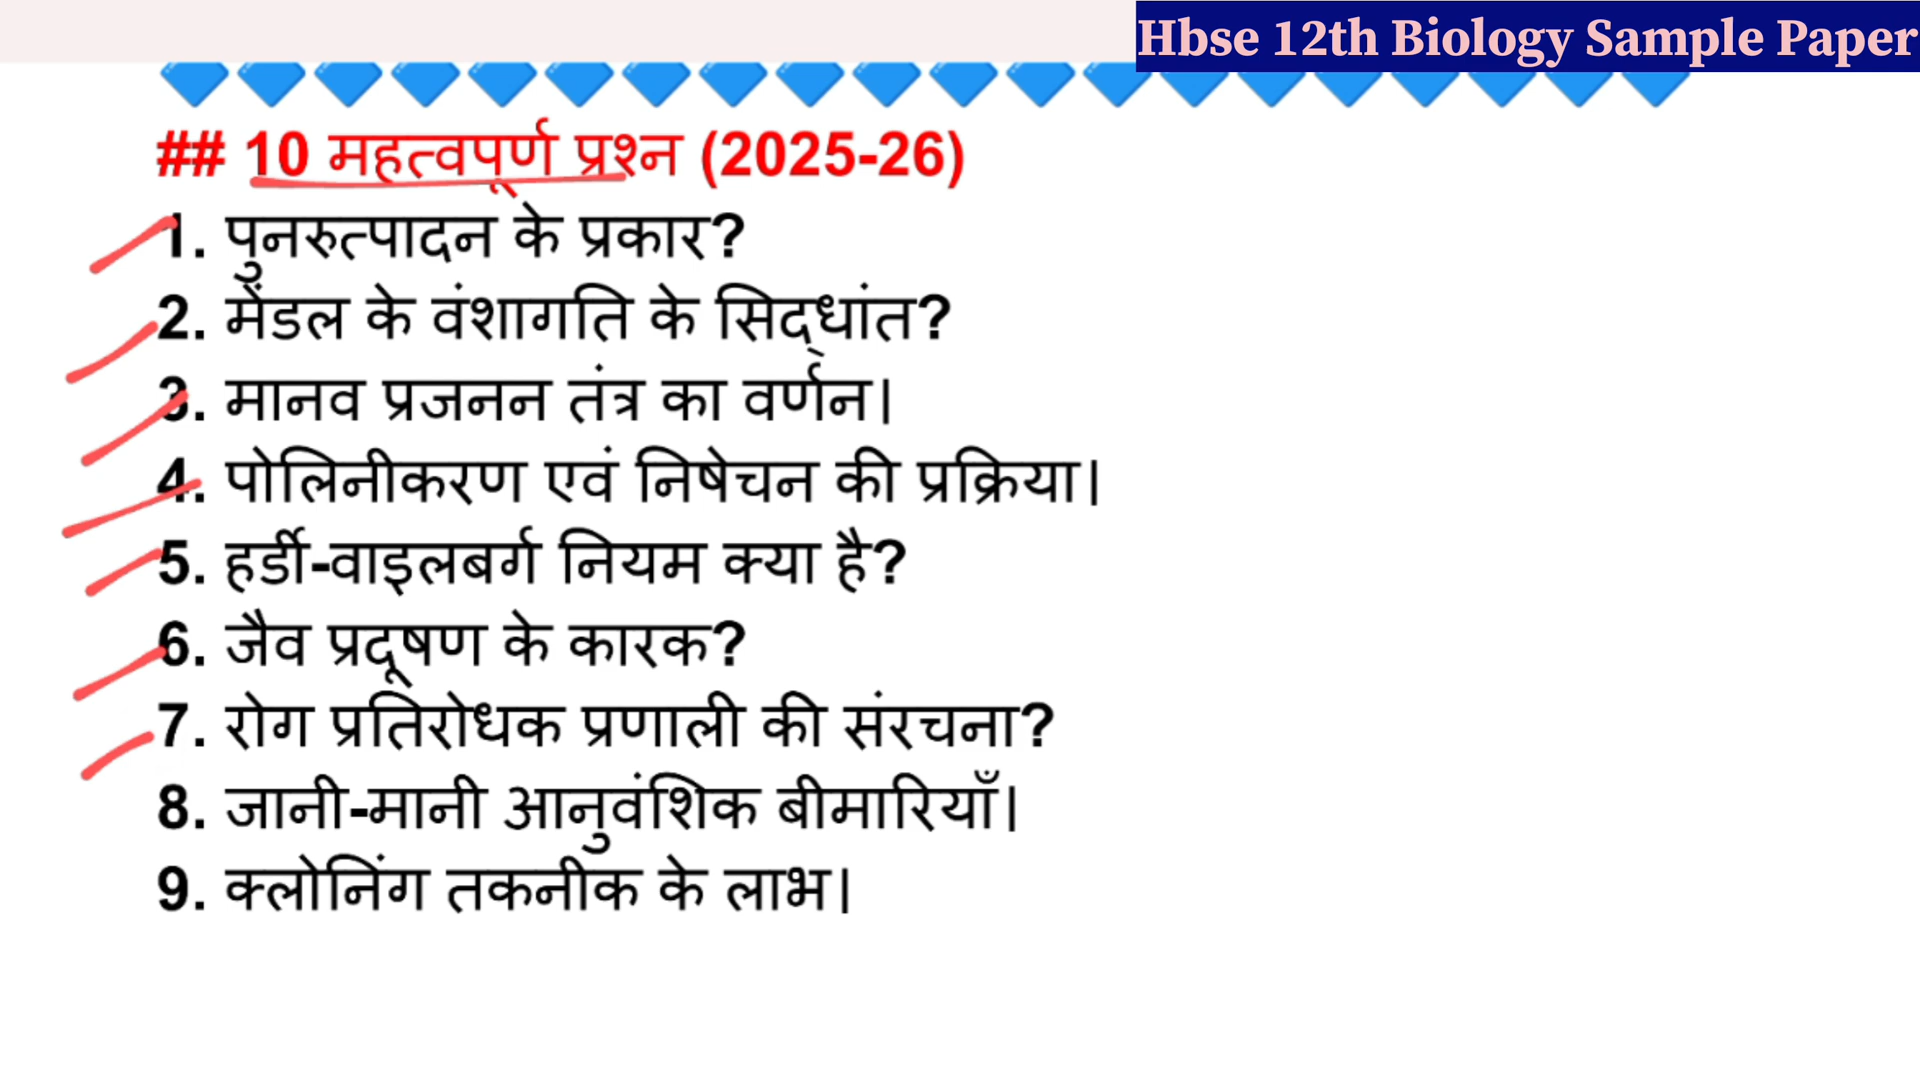 Hbse 12th Biology Sample Paper
## 10 महत्वपूर्ण प्रश्न (2025-26)
1. पुनरुत्पादन के प्रकार?
2. मेंडल के वंशागति के सिद्धांत?
3. मानव प्रजनन तंत्र का वर्णन।
4. पोलिनीकरण एवं निषेचन की प्रक्रिया।
5. हर्डी-वाइलबर्ग नियम क्या है?
6. जैव प्रदूषण के कारक?
7. रोग प्रतिरोधक प्रणाली की संरचना?
8. जानी-मानी आनुवंशिक बीमारियाँ।
9. क्लोनिंग तकनीक के लाभ।